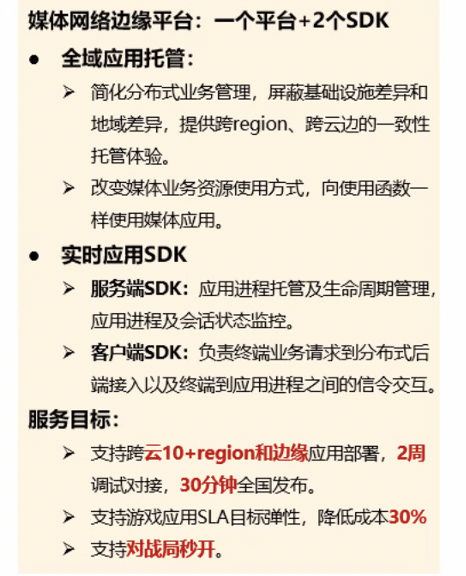 媒体网络边缘平台：一个平台+2个SDK
● 全域应用托管：
➢ 简化分布式业务管理，屏蔽基础设施差异和
地域差异，提供跨region、跨云边的一致性
托管体验。
➢ 改变媒体业务资源使用方式，向使用函数一
样使用媒体应用。
● 实时应用SDK
➢ 服务端SDK：应用进程托管及生命周期管理，
应用进程及会话状态监控。
➢ 客户端SDK：负责终端业务请求到分布式后
端接入以及终端到应用进程之间的信令交互。
服务目标：
➢ 支持跨云10+region和边缘应用部署，2周
调试对接，30分钟全国发布。
➢ 支持游戏应用SLA目标弹性，降低成本30%
➢ 支持对战局秒开。